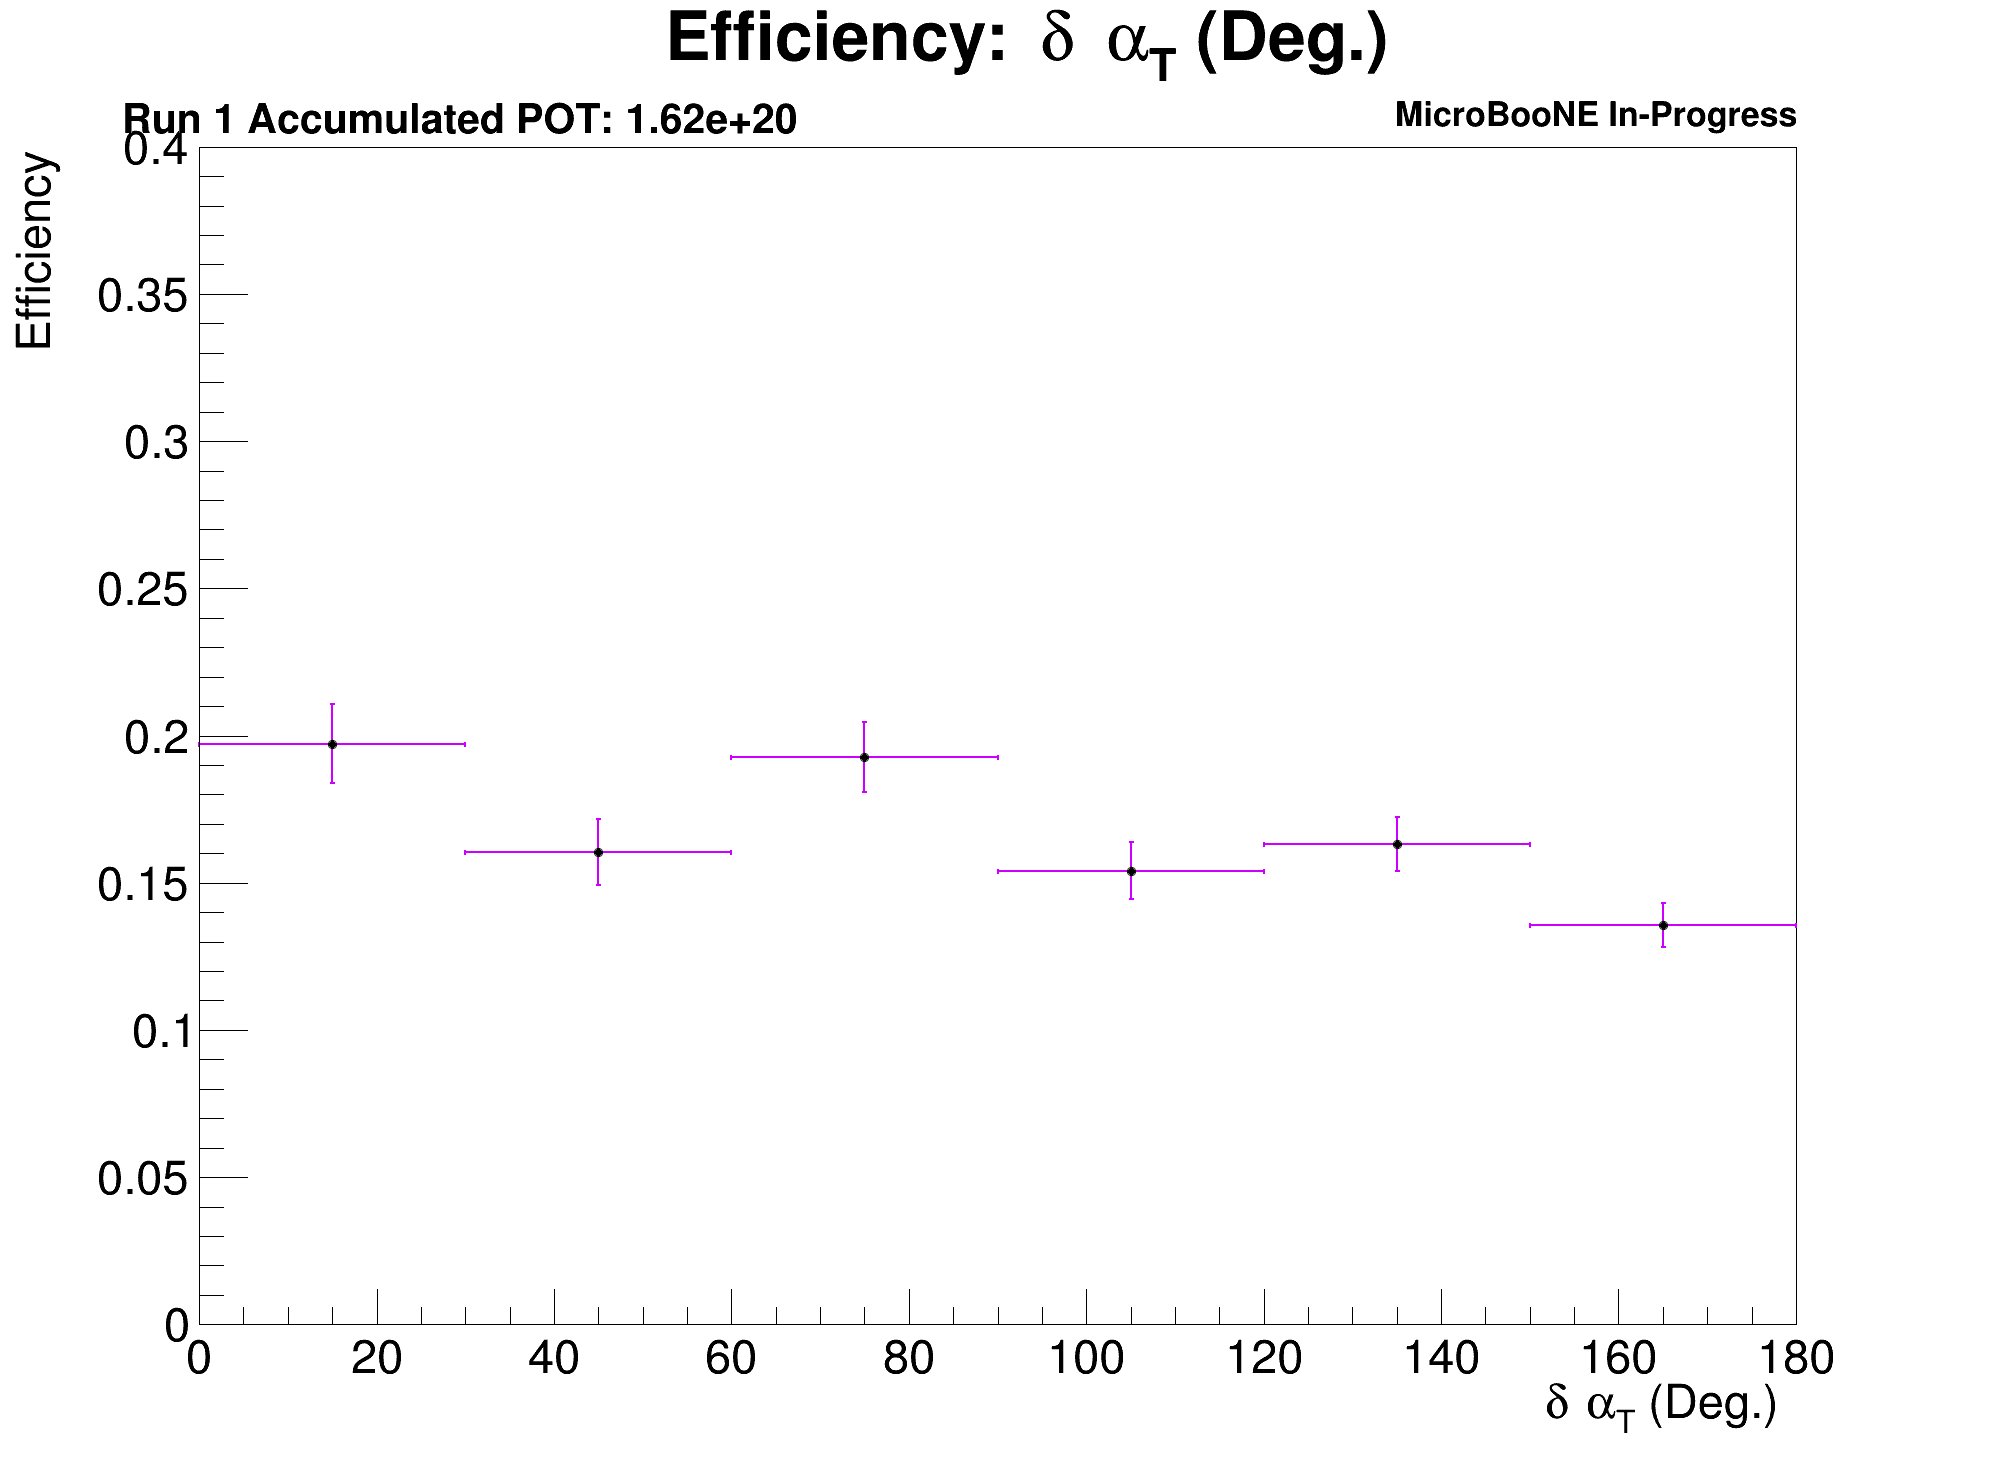 Efficiency: δ α_T (Deg.)
Run 1 Accumulated POT: 1.62e+20
MicroBooNE In-Progress
Efficiency
0.4
0.35
0.3
0.25
0.2
0.15
0.1
0.05
0
0 20 40 60 80 100 120 140 160 180
δ α_T (Deg.)